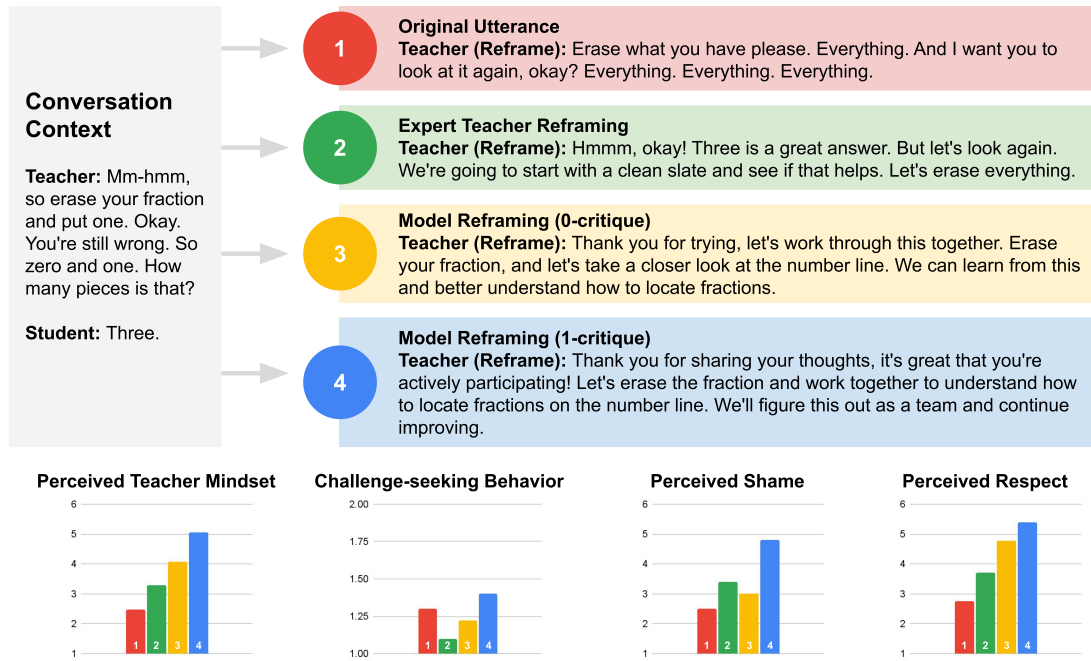 Conversation
Context
Teacher: Mm-hmm,
so erase your fraction
and put one. Okay.
You're still wrong. So
zero and one. How
many pieces is that?
Student: Three.
1
Original Utterance
Teacher (Reframe): Erase what you have please. Everything. And I want you to
look at it again, okay? Everything. Everything. Everything.
2
Expert Teacher Reframing
Teacher (Reframe): Hmmm, okay! Three is a great answer. But let's look again.
We're going to start with a clean slate and see if that helps. Let's erase everything.
3
Model Reframing (0-critique)
Teacher (Reframe): Thank you for trying, let's work through this together. Erase
your fraction, and let's take a closer look at the number line. We can learn from this
and better understand how to locate fractions.
4
Model Reframing (1-critique)
Teacher (Reframe): Thank you for sharing your thoughts, it's great that you're
actively participating! Let's erase the fraction and work together to understand how
to locate fractions on the number line. We'll figure this out as a team and continue
improving.
Perceived Teacher Mindset
6
5
4
3
2
1
1 2 3 4
Challenge-seeking Behavior
2.00
1.75
1.50
1.25
1.00
1 2 3 4
Perceived Shame
6
5
4
3
2
1
1 2 3 4
Perceived Respect
6
5
4
3
2
1
1 2 3 4